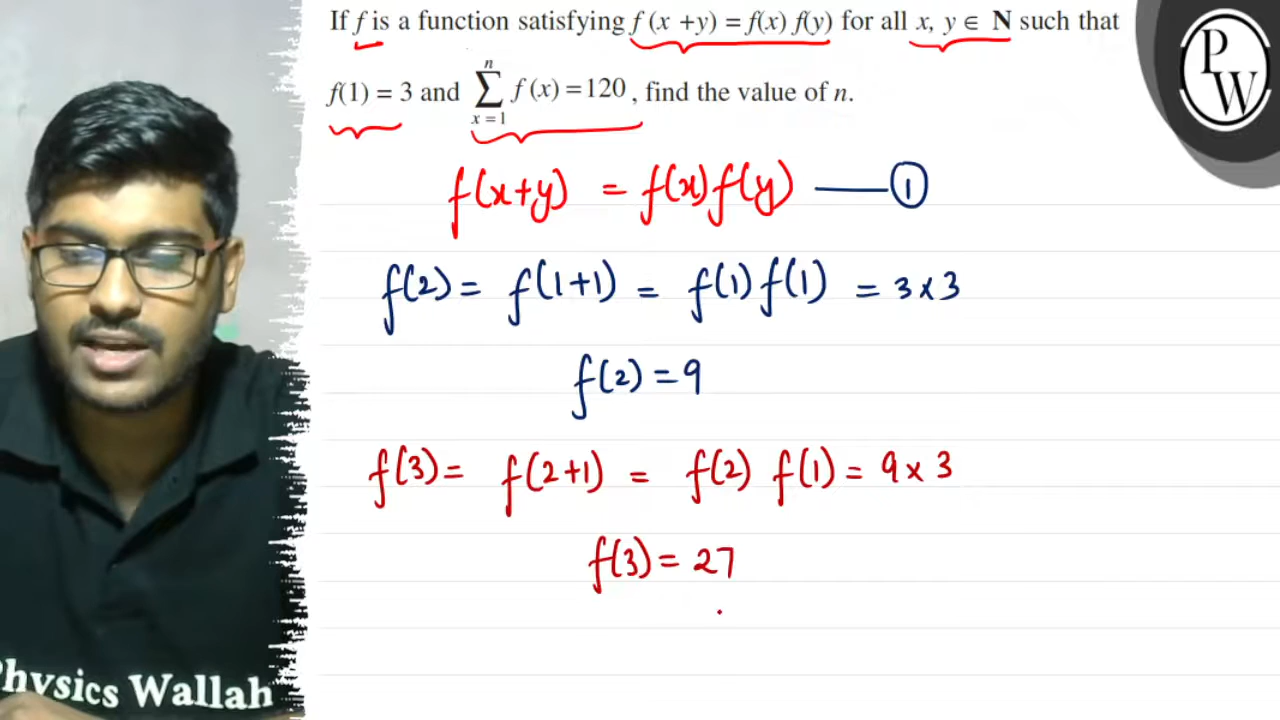 If f is a function satisfying f (x +y) = f(x) f(y) for all x, y ∈ N such that
f(1) = 3 and \sum_{x=1}^{n} f (x) = 120 , find the value of n.
PW
f(x+y) = f(x) f(y) —— ①
f(2) = f(1+1) = f(1) f(1) = 3 × 3
f(2) = 9
f(3) = f(2+1) = f(2) f(1) = 9 × 3
f(3) = 27
Physics Wallah